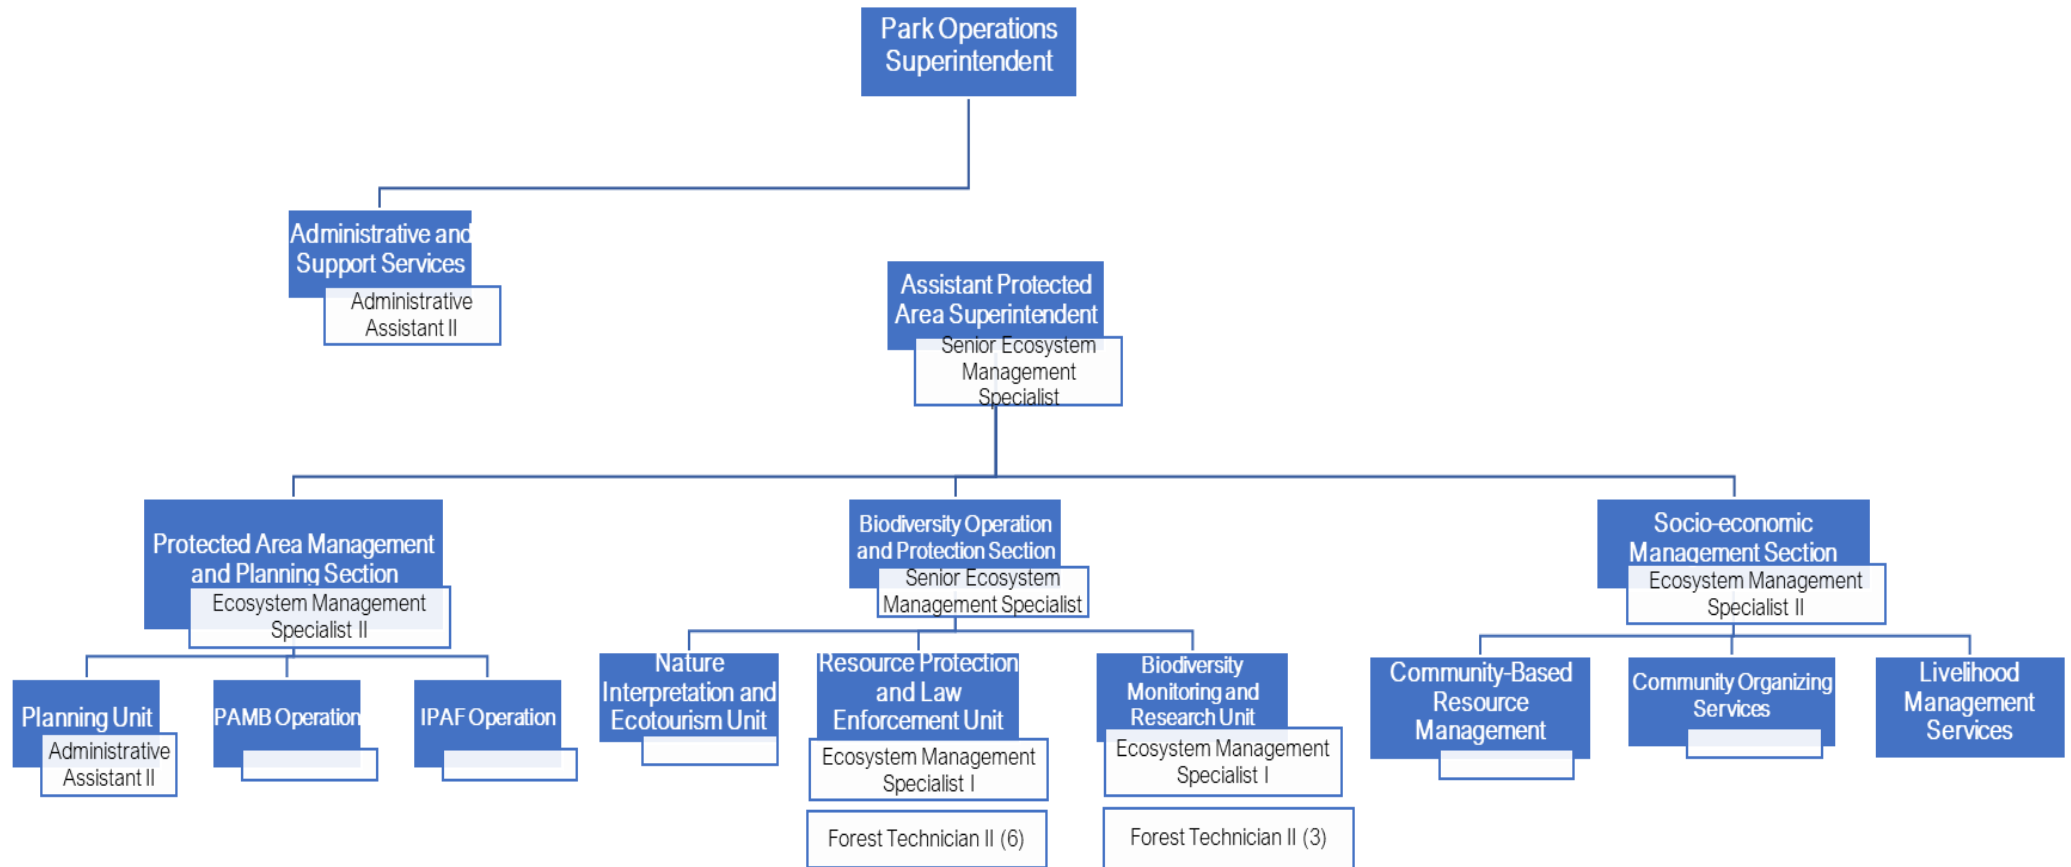 Park Operations
Superintendent
Administrative and
Support Services
Administrative
Assistant II
Assistant Protected
Area Superintendent
Senior Ecosystem
Management
Specialist
Protected Area Management
and Planning Section
Ecosystem Management
Specialist II
Biodiversity Operation
and Protection Section
Senior Ecosystem
Management Specialist
Socio-economic
Management Section
Ecosystem Management
Specialist II
Planning Unit
Administrative
Assistant II
PAMB Operation
IPAF Operation
Nature
Interpretation and
Ecotourism Unit
Resource Protection
and Law
Enforcement Unit
Ecosystem Management
Specialist I
Forest Technician II (6)
Biodiversity
Monitoring and
Research Unit
Ecosystem Management
Specialist I
Forest Technician II (3)
Community-Based
Resource
Management
Community Organizing
Services
Livelihood
Management
Services